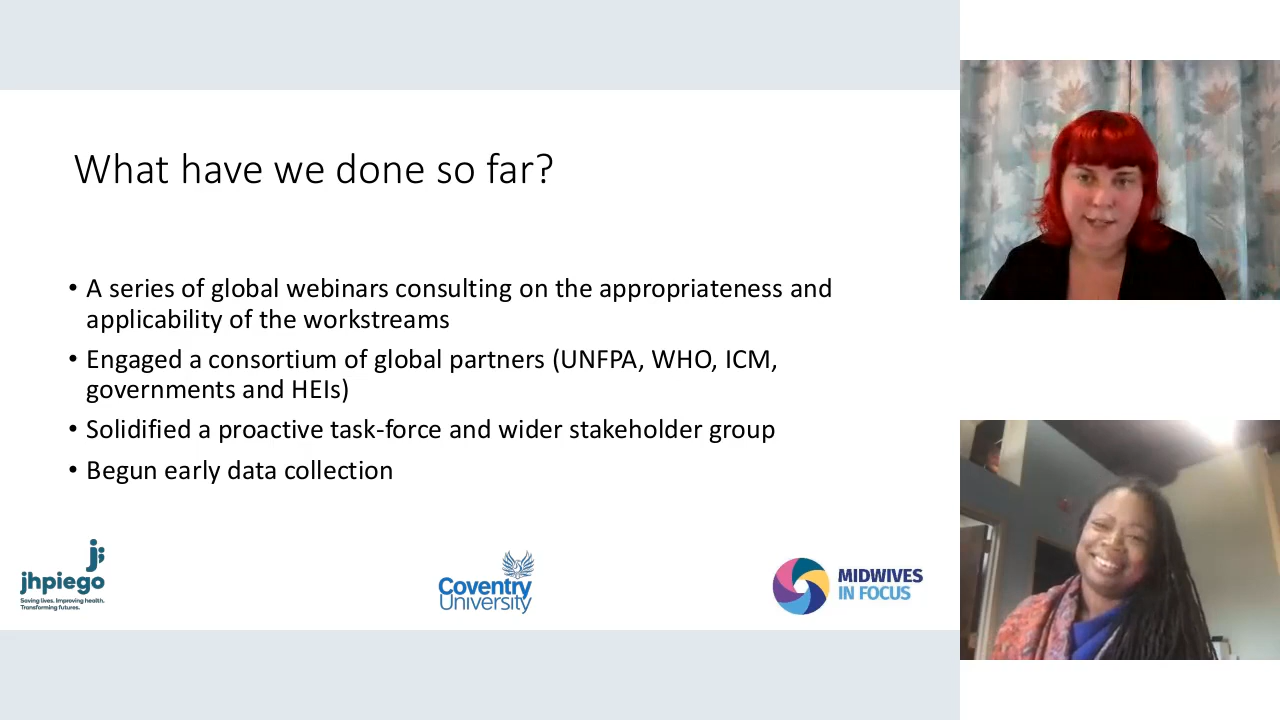 What have we done so far?
• A series of global webinars consulting on the appropriateness and
applicability of the workstreams
• Engaged a consortium of global partners (UNFPA, WHO, ICM,
governments and HEIs)
• Solidified a proactive task-force and wider stakeholder group
• Begun early data collection
jhpiego
Saving lives. Improving health.
Transforming futures.
Coventry
University
MIDWIVES
IN FOCUS